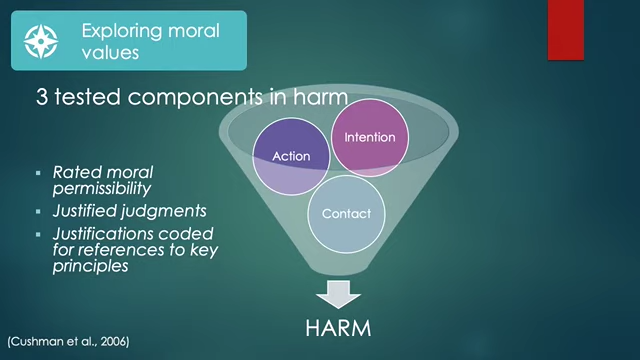 Exploring moral
values
3 tested components in harm
Action
Intention
Contact
▪ Rated moral
permissibility
▪ Justified judgments
▪ Justifications coded
for references to key
principles
HARM
(Cushman et al., 2006)